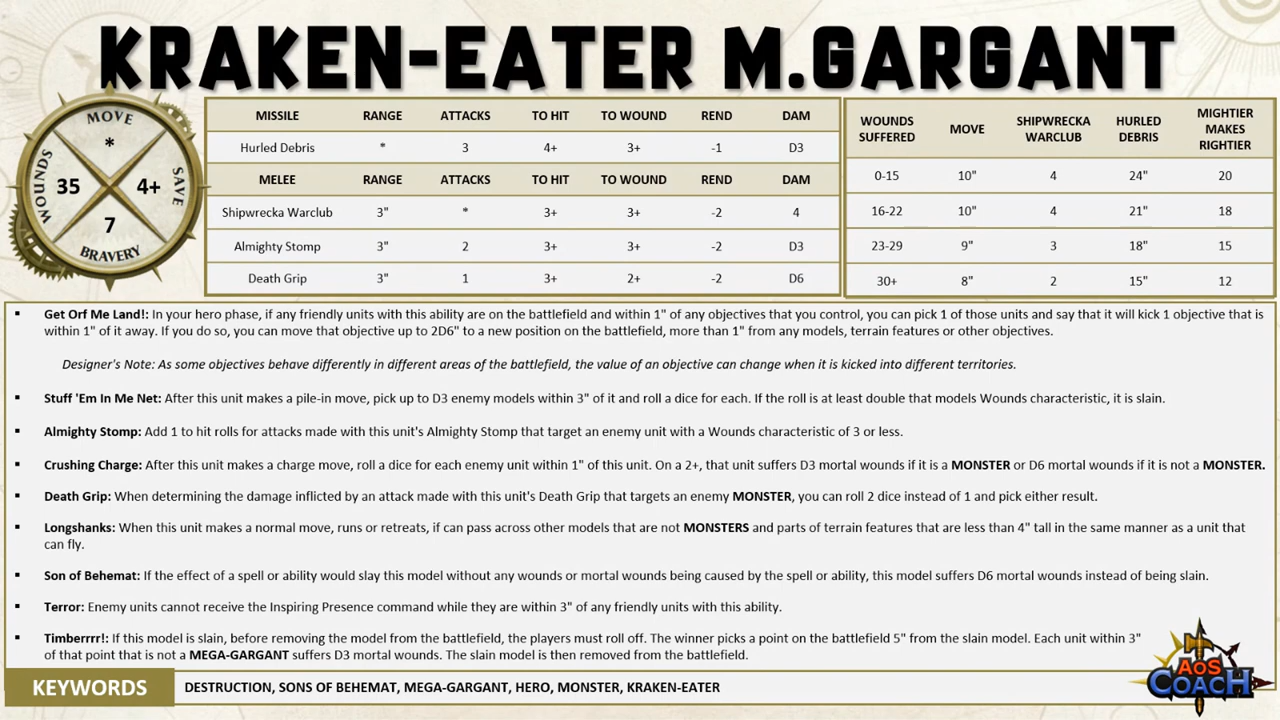 KRAKEN-EATER M.GARGANT
MOVE
*
WOUNDS
35
4+
SAVE
7
BRAVERY
MISSILE RANGE ATTACKS TO HIT TO WOUND REND DAM
Hurled Debris * 3 4+ 3+ -1 D3
MELEE RANGE ATTACKS TO HIT TO WOUND REND DAM
Shipwrecka Warclub 3" * 3+ 3+ -2 4
Almighty Stomp 3" 2 3+ 3+ -2 D3
Death Grip 3" 1 3+ 2+ -2 D6
WOUNDS SUFFERED MOVE SHIPWRECKA WARCLUB HURLED DEBRIS MIGHTIER MAKES RIGHTIER
0-15 10" 4 24" 20
16-22 10" 4 21" 18
23-29 9" 3 18" 15
30+ 8" 2 15" 12
▪ Get Orf Me Land!: In your hero phase, if any friendly units with this ability are on the battlefield and within 1" of any objectives that you control, you can pick 1 of those units and say that it will kick 1 objective that is
within 1" of it away. If you do so, you can move that objective up to 2D6" to a new position on the battlefield, more than 1" from any models, terrain features or other objectives.
Designer's Note: As some objectives behave differently in different areas of the battlefield, the value of an objective can change when it is kicked into different territories.
▪ Stuff 'Em In Me Net: After this unit makes a pile-in move, pick up to D3 enemy models within 3" of it and roll a dice for each. If the roll is at least double that models Wounds characteristic, it is slain.
▪ Almighty Stomp: Add 1 to hit rolls for attacks made with this unit's Almighty Stomp that target an enemy unit with a Wounds characteristic of 3 or less.
▪ Crushing Charge: After this unit makes a charge move, roll a dice for each enemy unit within 1" of this unit. On a 2+, that unit suffers D3 mortal wounds if it is a MONSTER or D6 mortal wounds if it is not a MONSTER.
▪ Death Grip: When determining the damage inflicted by an attack made with this unit's Death Grip that targets an enemy MONSTER, you can roll 2 dice instead of 1 and pick either result.
▪ Longshanks: When this unit makes a normal move, runs or retreats, if can pass across other models that are not MONSTERS and parts of terrain features that are less than 4" tall in the same manner as a unit that
can fly.
▪ Son of Behemat: If the effect of a spell or ability would slay this model without any wounds or mortal wounds being caused by the spell or ability, this model suffers D6 mortal wounds instead of being slain.
▪ Terror: Enemy units cannot receive the Inspiring Presence command while they are within 3" of any friendly units with this ability.
▪ Timberrrr!: If this model is slain, before removing the model from the battlefield, the players must roll off. The winner picks a point on the battlefield 5" from the slain model. Each unit within 3"
of that point that is not a MEGA-GARGANT suffers D3 mortal wounds. The slain model is then removed from the battlefield.
KEYWORDS DESTRUCTION, SONS OF BEHEMAT, MEGA-GARGANT, HERO, MONSTER, KRAKEN-EATER
AoS
COACH